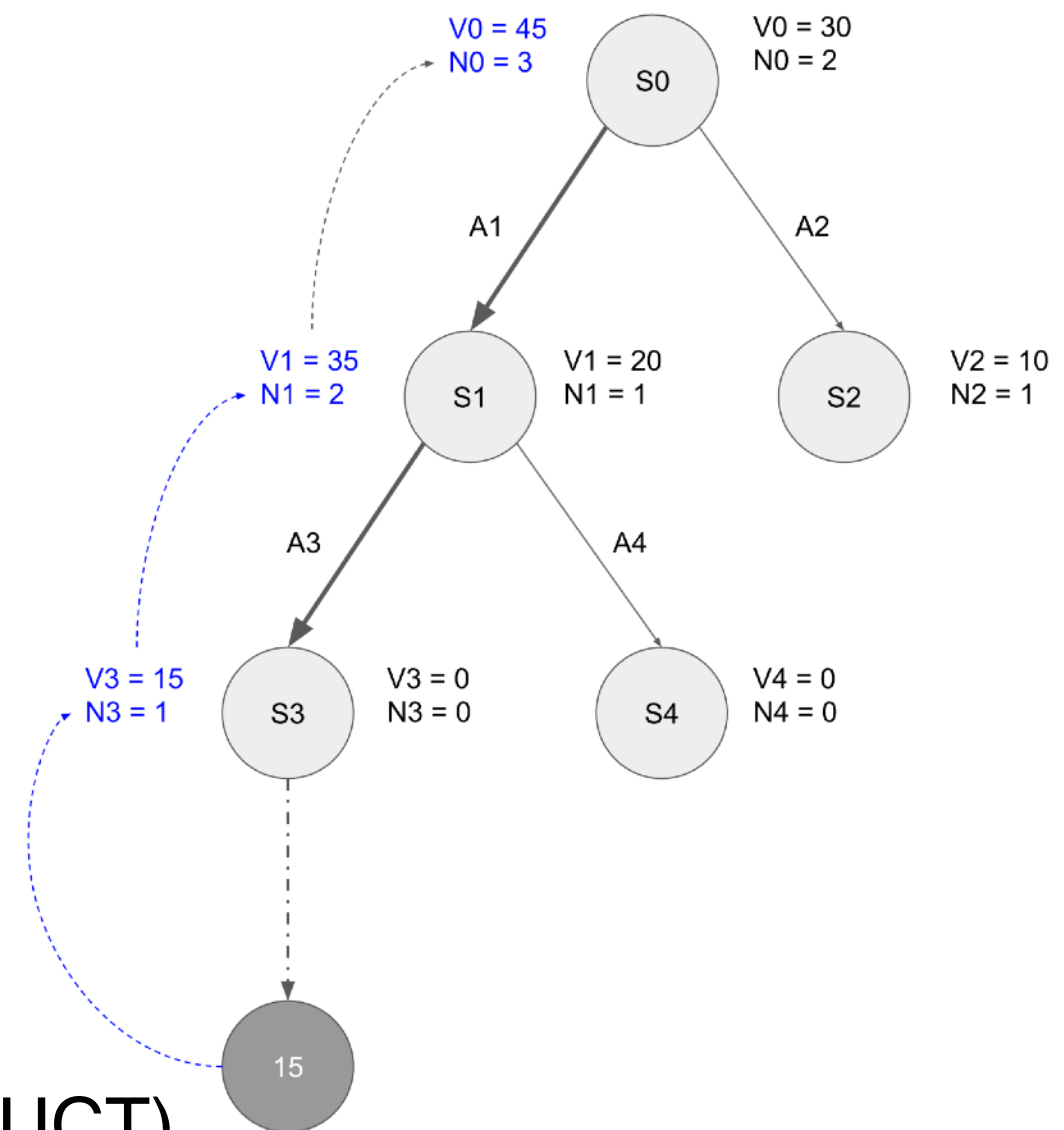 V0 = 45
N0 = 3
S0
V0 = 30
N0 = 2
A1
A2
V1 = 35
N1 = 2
S1
V1 = 20
N1 = 1
S2
V2 = 10
N2 = 1
A3
A4
V3 = 15
N3 = 1
S3
V3 = 0
N3 = 0
S4
V4 = 0
N4 = 0
15
UCT)